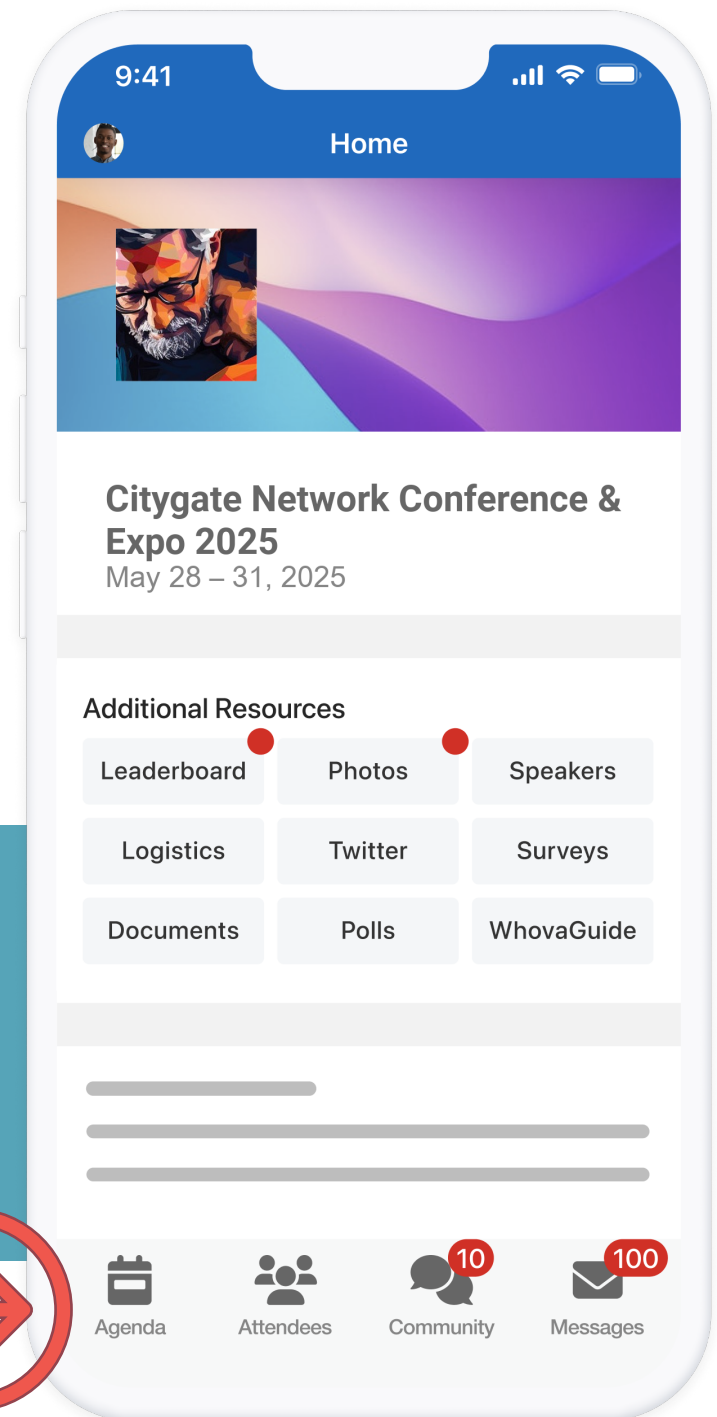 9:41
Home
Citygate Network Conference &
Expo 2025
May 28 – 31, 2025
Additional Resources
Leaderboard Photos Speakers
Logistics Twitter Surveys
Documents Polls WhovaGuide
10 100
Agenda Attendees Community Messages